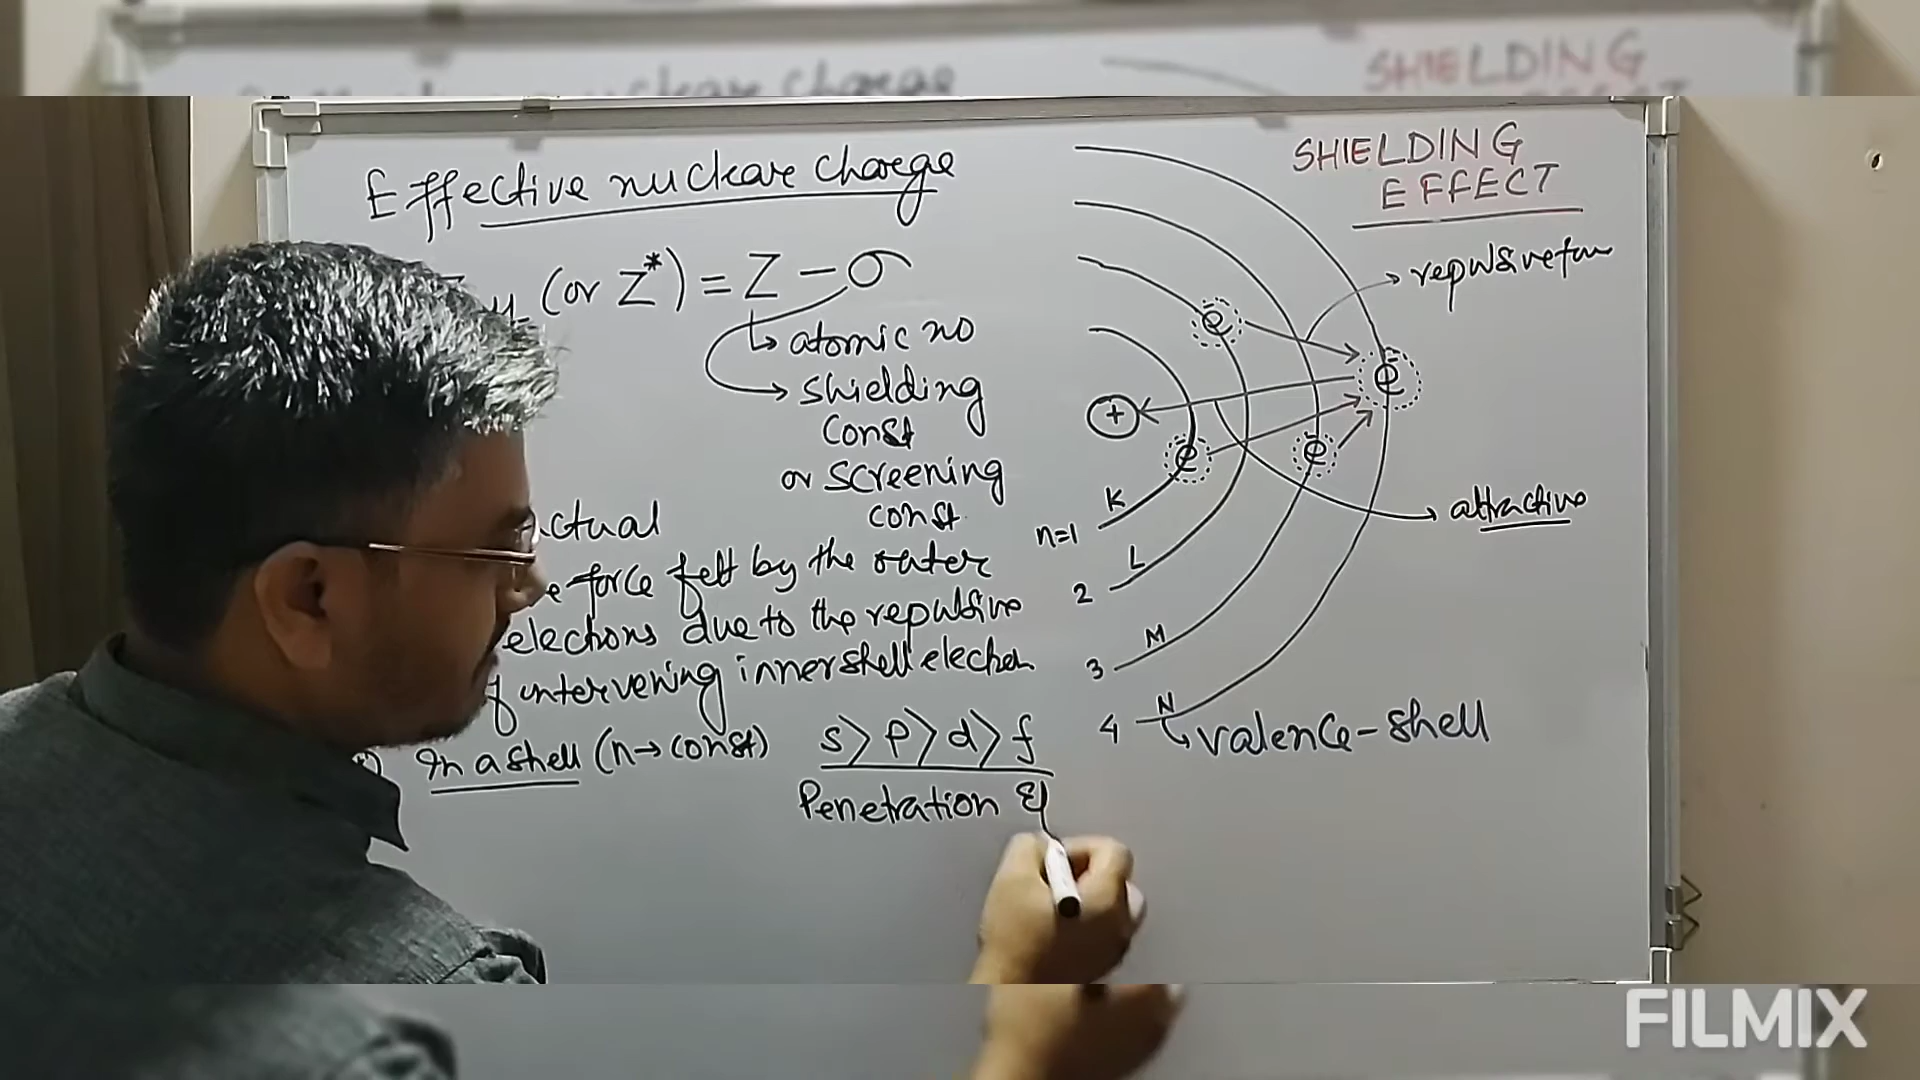 Effective nuclear charge
(or Z*) = Z – σ
atomic no
shielding
const
or screening
const
force felt by the outer
electrons due to the repulsive
intervening inner shell electron
In a shell (n→const) s>p>d>f
Penetration
SHIELDING
EFFECT
repulsive
e⁻
e
+
e
e
attractive
K
n=1
L
2
M
3
N
4
valence-shell
FILMIX